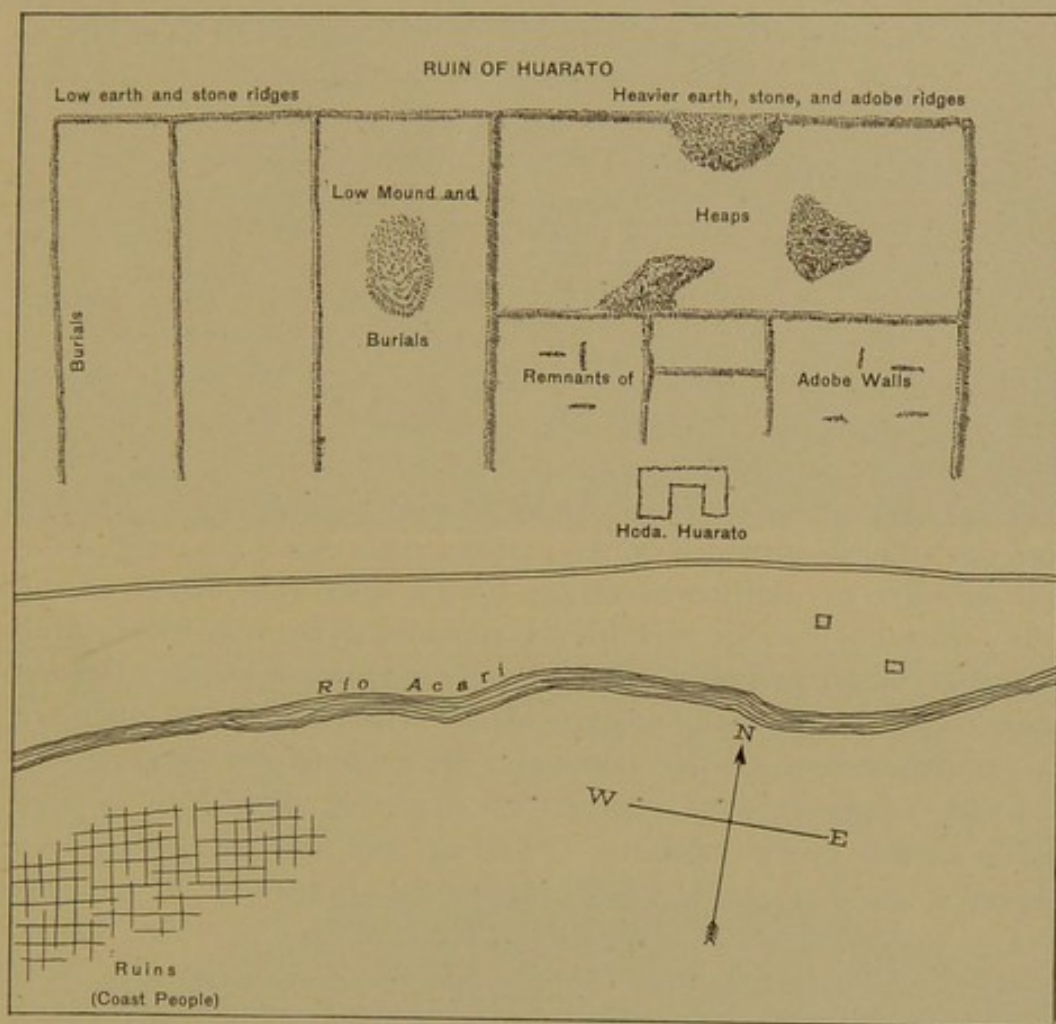 RUIN OF HUARATO
Low earth and stone ridges
Heavier earth, stone, and adobe ridges
Low Mound and
Heaps
Burials
Burials
Remnants of
Adobe Walls
Hcda. Huarato
Rio Acari
N
W
E
Ruins
(Coast People)